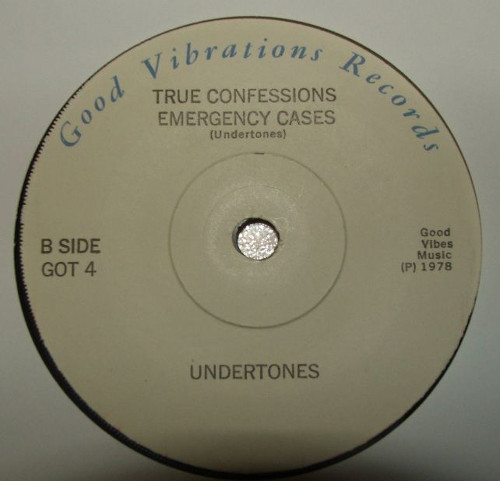 Good Vibrations Records
TRUE CONFESSIONS
EMERGENCY CASES
(Undertones)
B SIDE
GOT 4
Good
Vibes
Music
(P) 1978
UNDERTONES